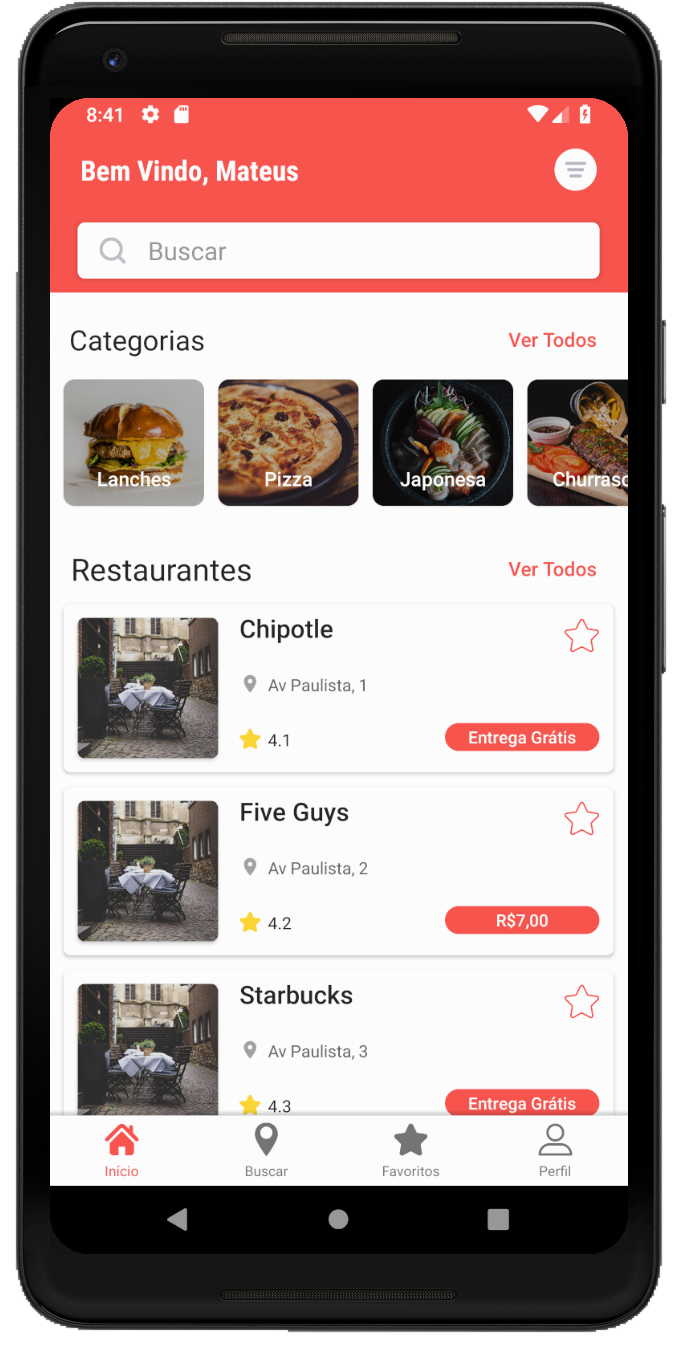 8:41
Bem Vindo, Mateus
Buscar
Categorias Ver Todos
Lanches Pizza Japonesa Churrasc
Restaurantes Ver Todos
Chipotle
Av Paulista, 1
4.1 Entrega Grátis
Five Guys
Av Paulista, 2
4.2 R$7,00
Starbucks
Av Paulista, 3
4.3 Entrega Grátis
Início Buscar Favoritos Perfil